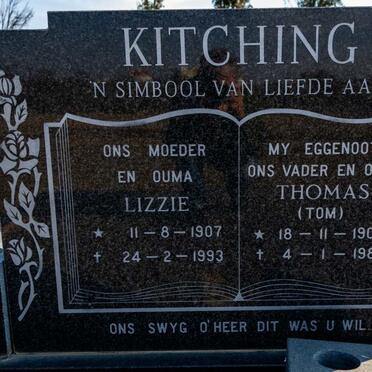 KITCHING
'N SIMBOOL VAN LIEFDE AA
ONS MOEDER
EN OUMA
LIZZIE
★ 11-8-1907
✝ 24-2-1993
MY EGGENOO
ONS VADER EN O
THOMAS
(TOM)
★ 18-11-190
✝ 4-1-198
ONS SWYG O'HEER DIT WAS U WIL